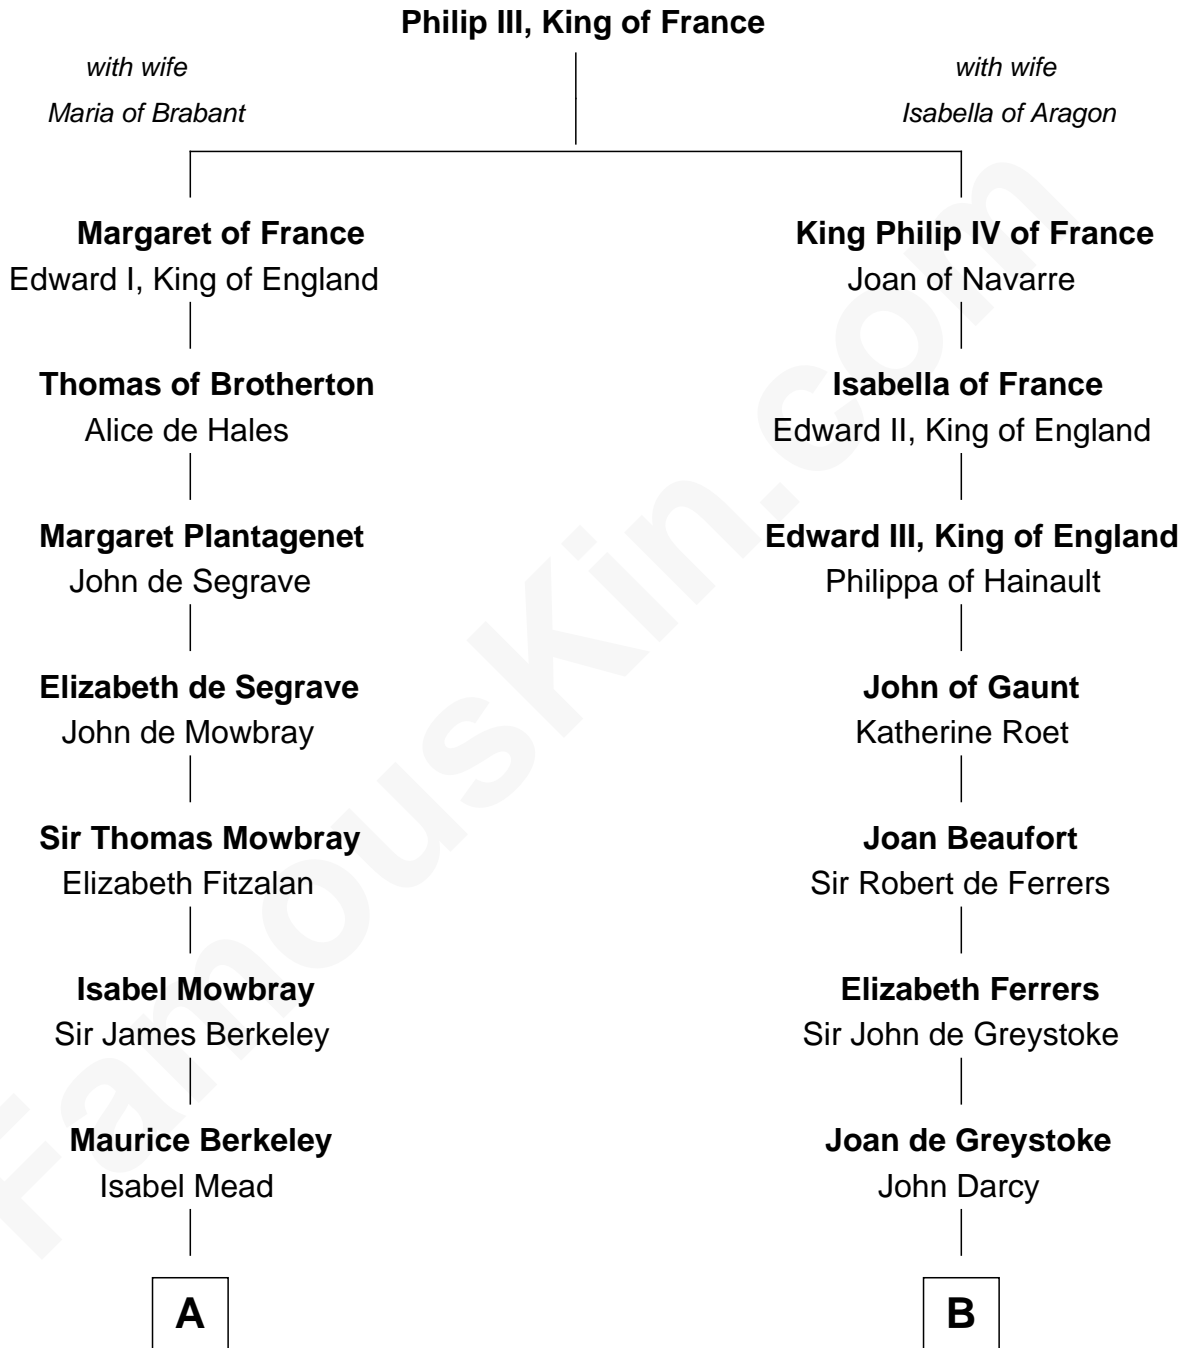 Philip III, King of France
with wife
Maria of Brabant
with wife
Isabella of Aragon
Margaret of France
Edward I, King of England
King Philip IV of France
Joan of Navarre
Thomas of Brotherton
Alice de Hales
Isabella of France
Edward II, King of England
Margaret Plantagenet
John de Segrave
Edward III, King of England
Philippa of Hainault
Elizabeth de Segrave
John de Mowbray
John of Gaunt
Katherine Roet
Sir Thomas Mowbray
Elizabeth Fitzalan
Joan Beaufort
Sir Robert de Ferrers
Isabel Mowbray
Sir James Berkeley
Elizabeth Ferrers
Sir John de Greystoke
Maurice Berkeley
Isabel Mead
Joan de Greystoke
John Darcy
A
B
FamousKin.com